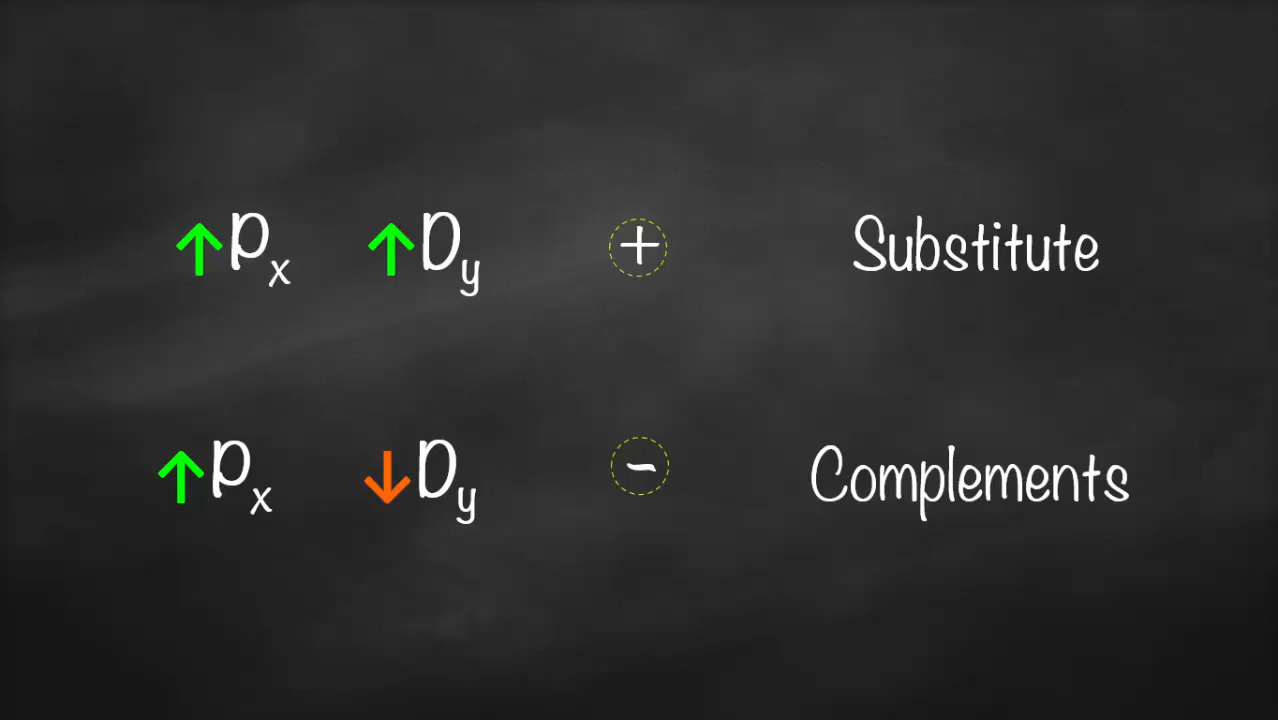 ↑Px ↑Dy + Substitute
↑Px ↓Dy - Complements